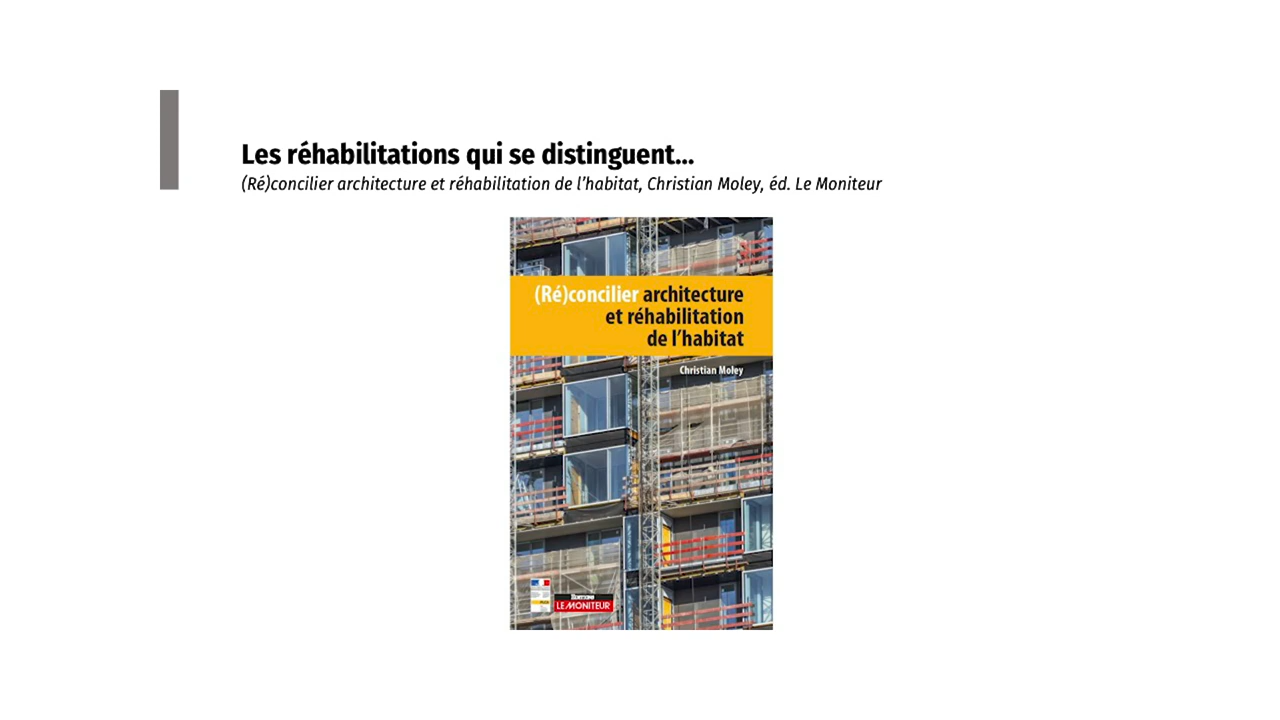 Les réhabilitations qui se distinguent...
(Ré)concilier architecture et réhabilitation de l’habitat, Christian Moley, éd. Le Moniteur
(Ré)concilier architecture
et réhabilitation
de l’habitat
Christian Moley
EDITIONS
LE MONITEUR